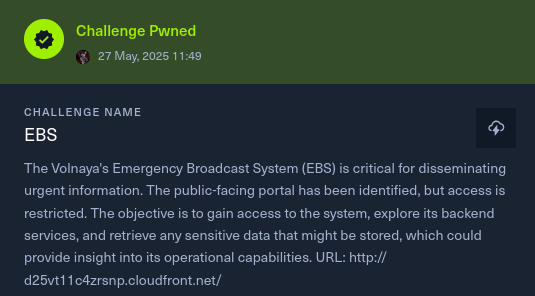 Challenge Pwned
27 May, 2025 11:49
CHALLENGE NAME
EBS
The Volnaya's Emergency Broadcast System (EBS) is critical for disseminating
urgent information. The public-facing portal has been identified, but access is
restricted. The objective is to gain access to the system, explore its backend
services, and retrieve any sensitive data that might be stored, which could
provide insight into its operational capabilities. URL: http://
d25vt11c4zrsnp.cloudfront.net/